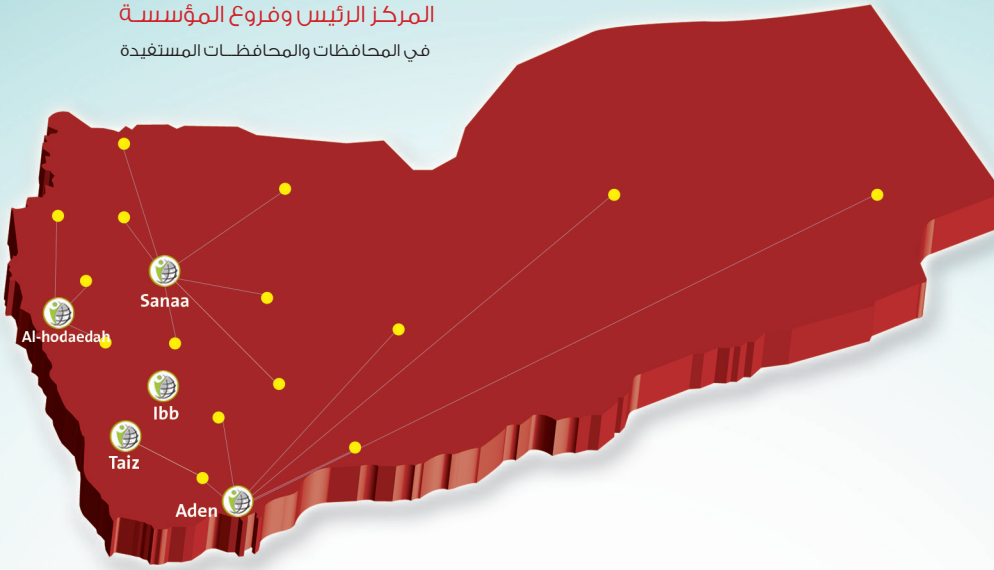 المركز الرئيس وفروع المؤسسة
في المحافظات والمحافظات المستفيدة
Sanaa
Al-hodaedah
Ibb
Taiz
Aden